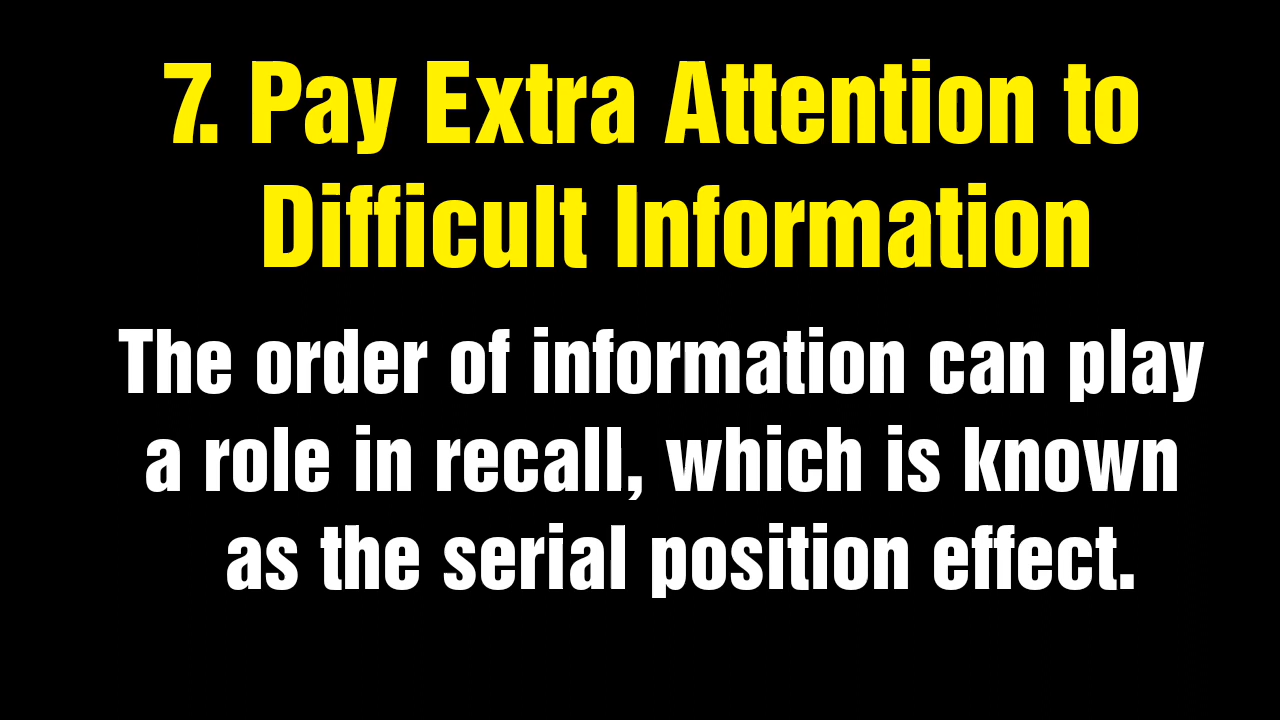 7. Pay Extra Attention to
Difficult Information
The order of information can play
a role in recall, which is known
as the serial position effect.